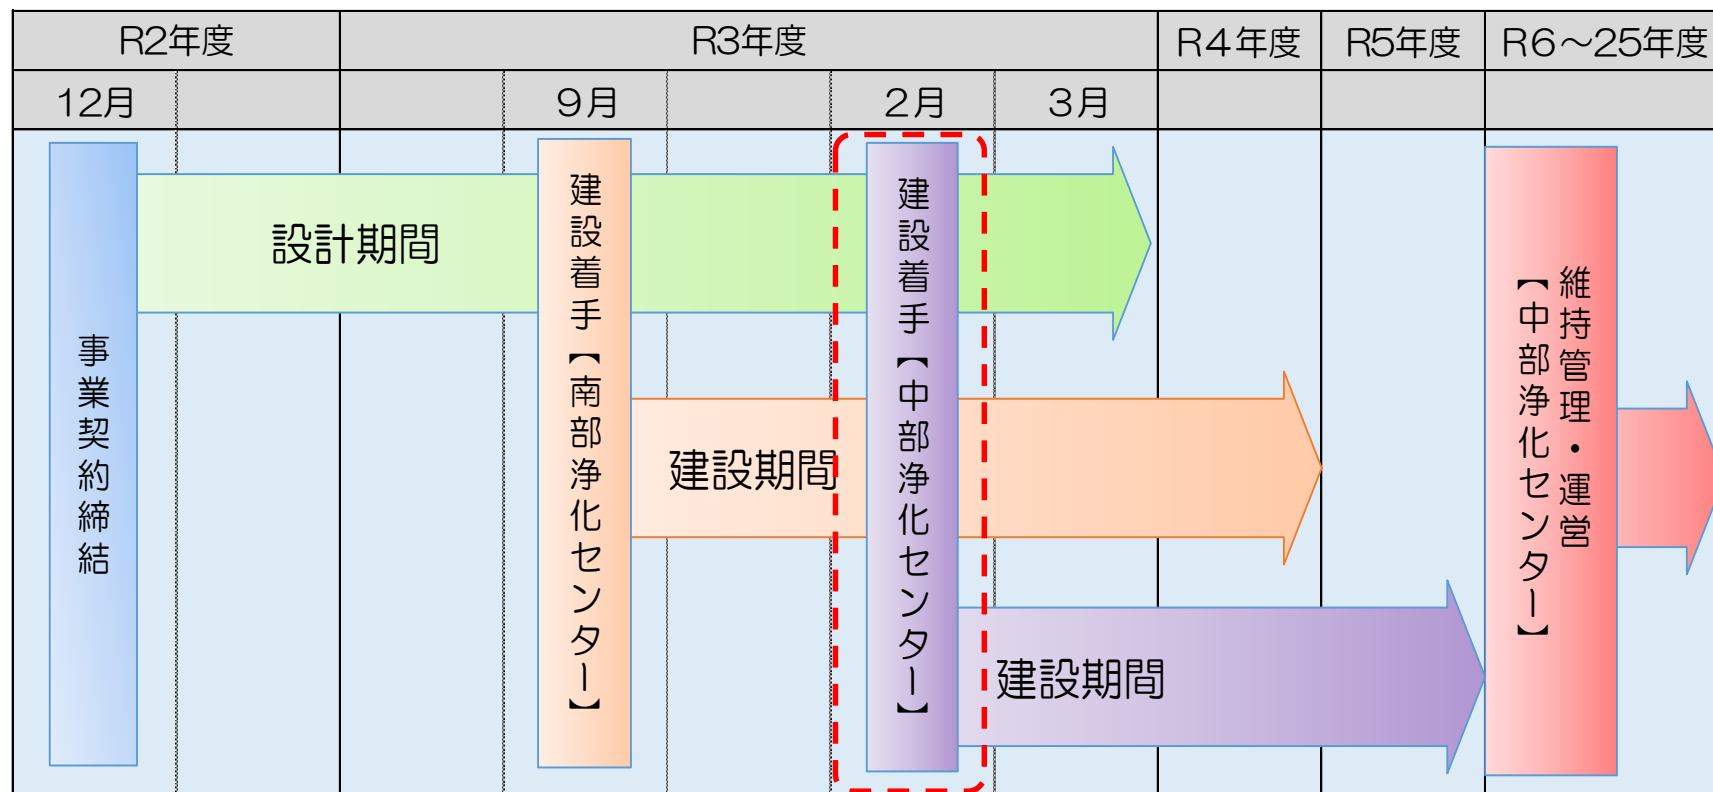 R2年度
R3年度
R4年度
R5年度
R6～25年度
12月
9月
2月
3月
事業契約締結
設計期間
建設着手【南部浄化センター】
建設期間
建設着手【中部浄化センター】
建設期間
維持管理・運営
【中部浄化センター】